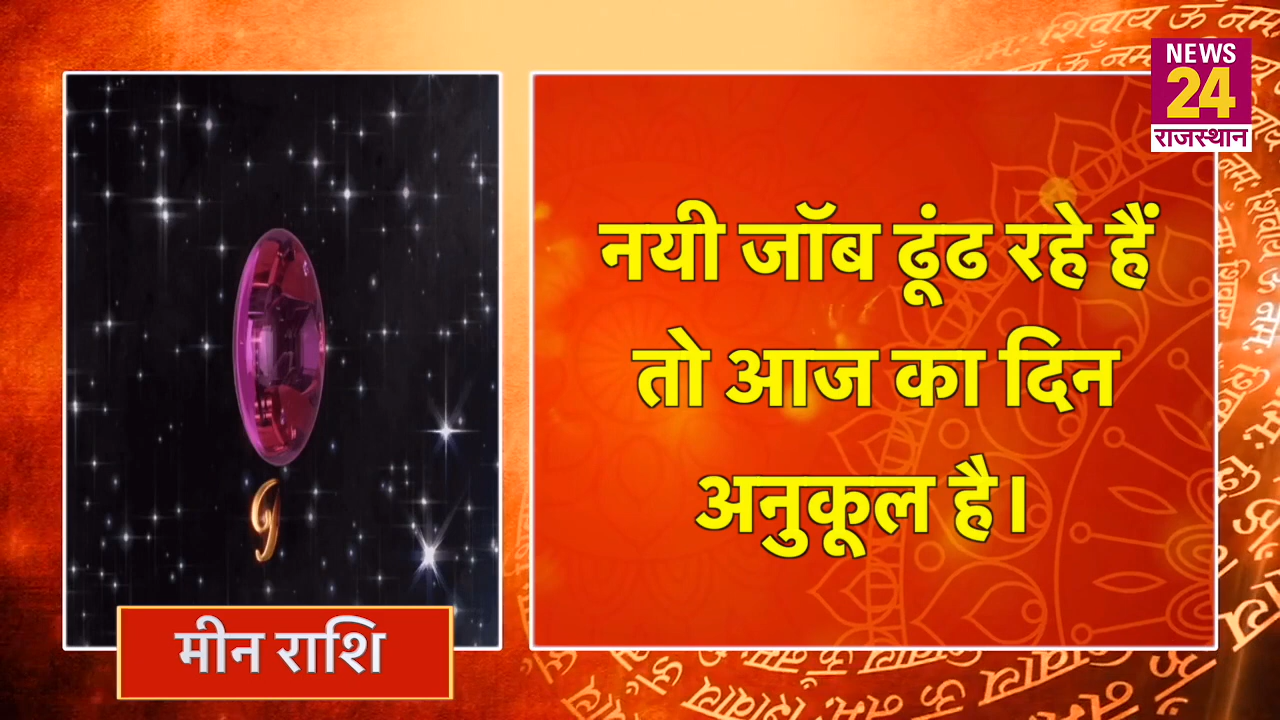 NEWS
24
राजस्थान
नयी जॉब ढूंढ रहे हैं
तो आज का दिन
अनुकूल है।
मीन राशि